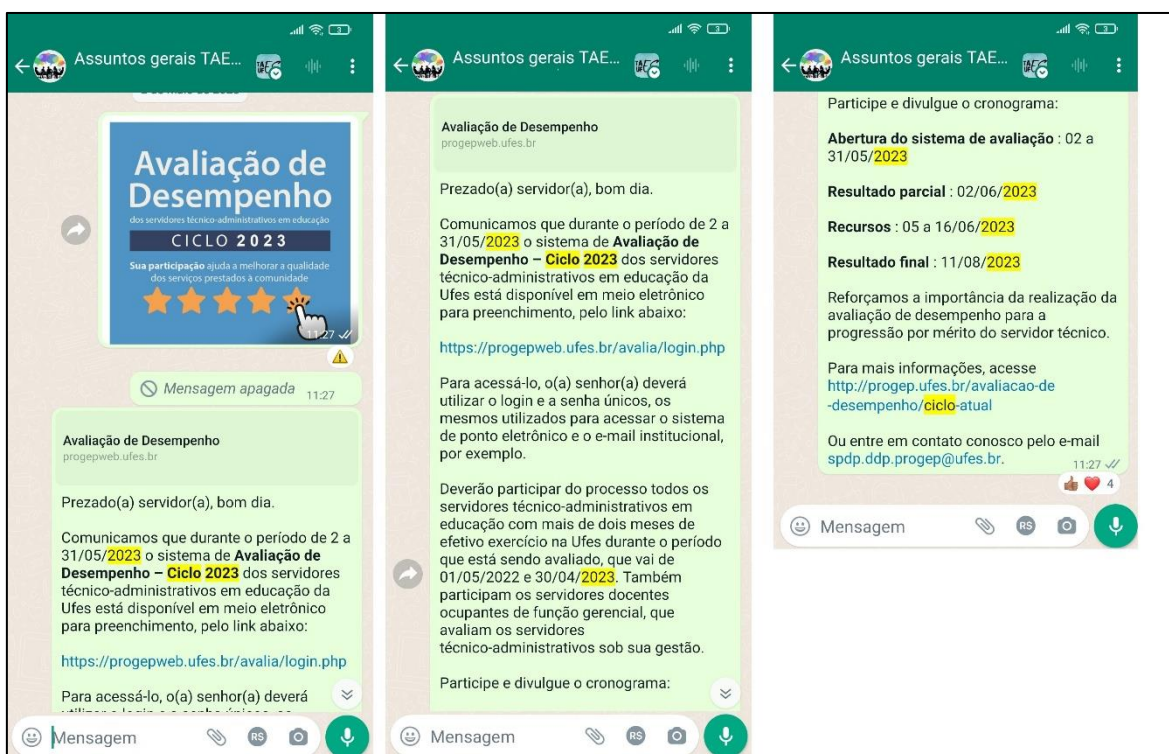 Assuntos gerais TAE...
Avaliação de
Desempenho
dos servidores técnico-administrativos em educação
CICLO 2023
Sua participação ajuda a melhorar a qualidade
dos serviços prestados à comunidade
11:27
Mensagem apagada 11:27
Avaliação de Desempenho
progepweb.ufes.br
Prezado(a) servidor(a), bom dia.
Comunicamos que durante o período de 2 a
31/05/2023 o sistema de Avaliação de
Desempenho – Ciclo 2023 dos servidores
técnico-administrativos em educação da
Ufes está disponível em meio eletrônico
para preenchimento, pelo link abaixo:
https://progepweb.ufes.br/avalia/login.php
Para acessá-lo, o(a) senhor(a) deverá
Mensagem
RS
Assuntos gerais TAE...
Avaliação de Desempenho
progepweb.ufes.br
Prezado(a) servidor(a), bom dia.
Comunicamos que durante o período de 2 a
31/05/2023 o sistema de Avaliação de
Desempenho – Ciclo 2023 dos servidores
técnico-administrativos em educação da
Ufes está disponível em meio eletrônico
para preenchimento, pelo link abaixo:
https://progepweb.ufes.br/avalia/login.php
Para acessá-lo, o(a) senhor(a) deverá
utilizar o login e a senha únicos, os
mesmos utilizados para acessar o sistema
de ponto eletrônico e o e-mail institucional,
por exemplo.
Deverão participar do processo todos os
servidores técnico-administrativos em
educação com mais de dois meses de
efetivo exercício na Ufes durante o período
que está sendo avaliado, que vai de
01/05/2022 e 30/04/2023. Também
participam os servidores docentes
ocupantes de função gerencial, que
avaliam os servidores
técnico-administrativos sob sua gestão.
Participe e divulgue o cronograma:
Mensagem
RS
Assuntos gerais TAE...
Participe e divulgue o cronograma:
Abertura do sistema de avaliação : 02 a
31/05/2023
Resultado parcial : 02/06/2023
Recursos : 05 a 16/06/2023
Resultado final : 11/08/2023
Reforçamos a importância da realização da
avaliação de desempenho para a
progressão por mérito do servidor técnico.
Para mais informações, acesse
http://progep.ufes.br/avaliacao-de
-desempenho/ciclo-atual
Ou entre em contato conosco pelo e-mail
spdp.ddp.progep@ufes.br. 11:27
4
Mensagem
RS